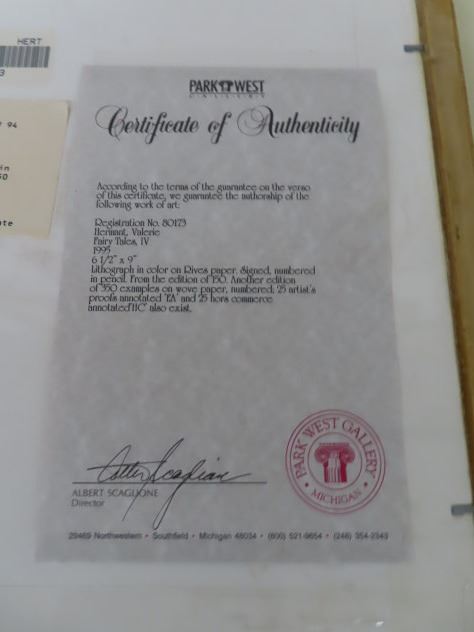 HERT
3
94
in
50
ate
PARK WEST
GALLERY
Certificate of Authenticity
According to the terms of the guarantee on the verso
of this certificate, we guarantee the authorship of the
following work of art:
Registration No. 80173
Hermant, Valerie
Fairy Tales, IV
1995
6 1/2" x 9"
Lithograph in color on Rives paper. Signed, numbered
in pencil. From the edition of 150. Another edition
of 350 examples on wove paper, numbered, 25 artist's
proofs annotated 'EA' and 25 hors commerce
annotated 'HC' also exist.
ALBERT SCAGLIONE
Director
PARK WEST GALLERY
• MICHIGAN •
29469 Northwestern • Southfield • Michigan 48034 • (800) 521-9654 • (248) 354-2343